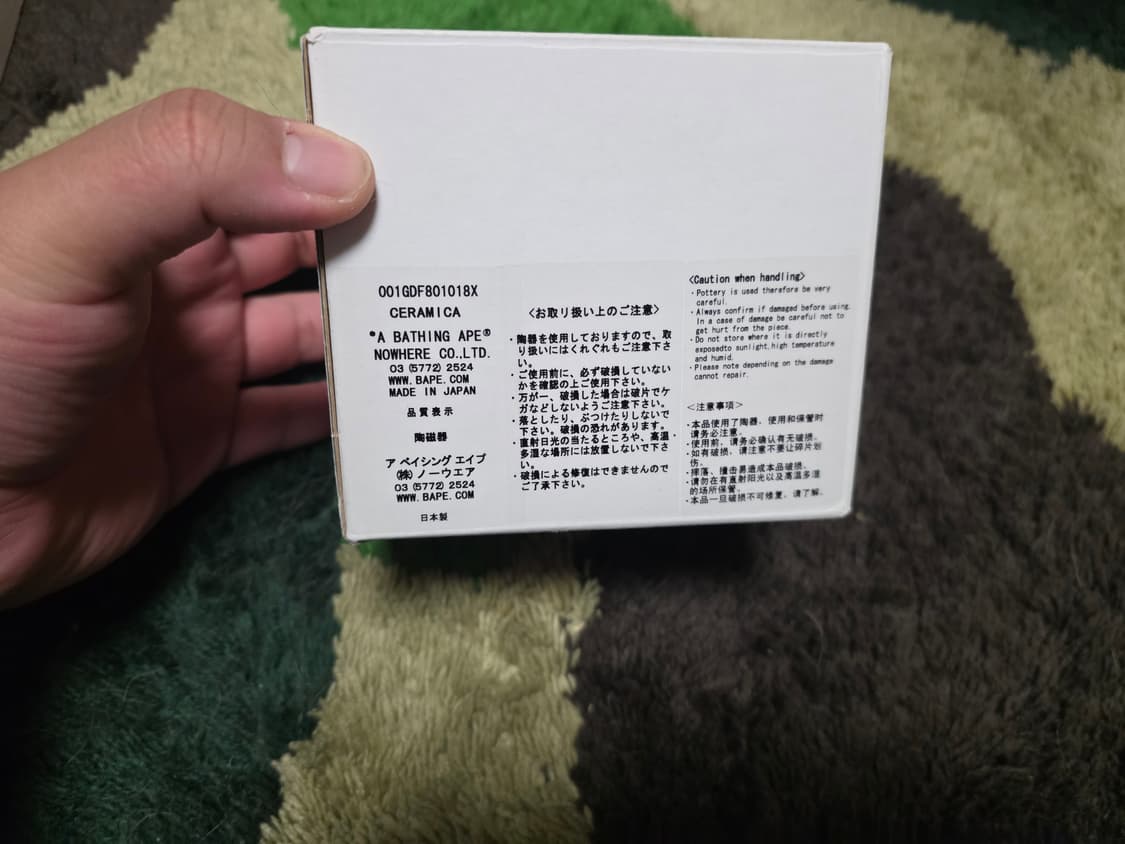 001GDF801018X
CERAMICA
*A BATHING APE®
NOWHERE CO.,LTD.
03 (5772) 2524
WWW.BAPE.COM
MADE IN JAPAN
品質表示
陶磁器
ア ベイシング エイプ
(株) ノーウエア
03 (5772) 2524
WWW.BAPE.COM
日本製
<お取り扱い上のご注意>
・陶器を使用しておりますので、取
り扱いにはくれぐれもご注意下さ
い。
・ご使用前に、必ず破損していない
かを確認の上ご使用下さい。
・万が一、破損した場合は破片でケ
ガなどしないようご注意下さい。
・落としたり、ぶつけたりしないで
下さい。破損の恐れがあります。
・直射日光の当たるところや、高温・
多湿な場所には放置しないで下さ
い。
・破損による修復はできませんので
ご了承下さい。
<Caution when handling>
・Pottery is used therefore be very
careful.
・Always confirm if damaged before using.
In a case of damage be careful not to
get hurt from the piece.
・Do not store where it is directly
exposedto sunlight.high temperature
and humid.
・Please note depending on the damage
cannot repair.
<注意事项>
・本品使用了陶器，使用和保管时
请务必注意。
・使用前，请务必确认有无破损。
・如有破损，请注意不要让碎片划
伤。
・摔落、撞击易造成本品破损。
・请勿在有直射阳光以及高温多湿
的场所保管。
・本品一旦破损不可修复，请了解。